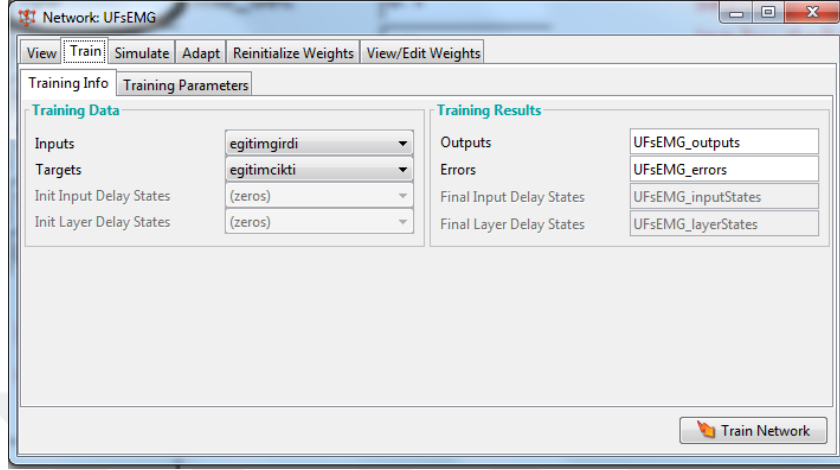 Network: UFsEMG
View Train Simulate Adapt Reinitialize Weights View/Edit Weights
Training Info Training Parameters
Training Data
Inputs egitimgirdi
Targets egitimcikti
Init Input Delay States (zeros)
Init Layer Delay States (zeros)
Training Results
Outputs UFsEMG_outputs
Errors UFsEMG_errors
Final Input Delay States UFsEMG_inputStates
Final Layer Delay States UFsEMG_layerStates
Train Network